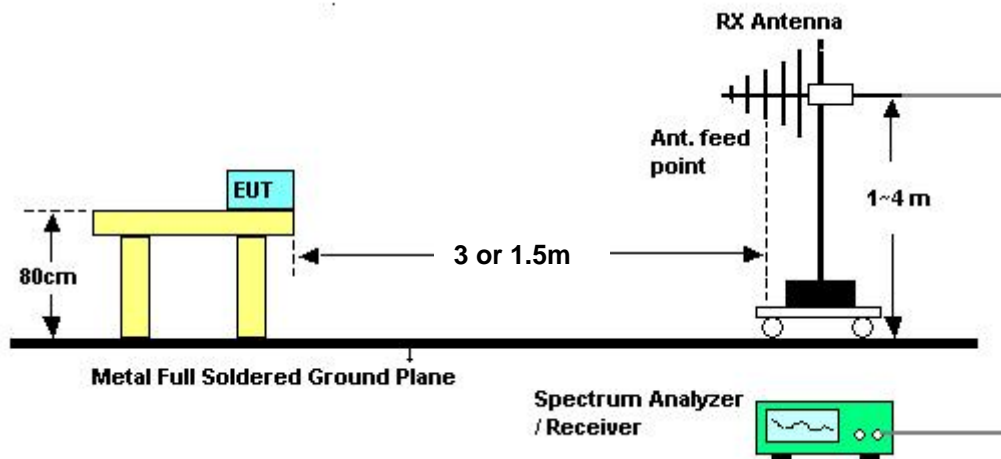 RX Antenna
Ant. feed
point
EUT
1~4 m
3 or 1.5m
80cm
Metal Full Soldered Ground Plane
Spectrum Analyzer
/ Receiver